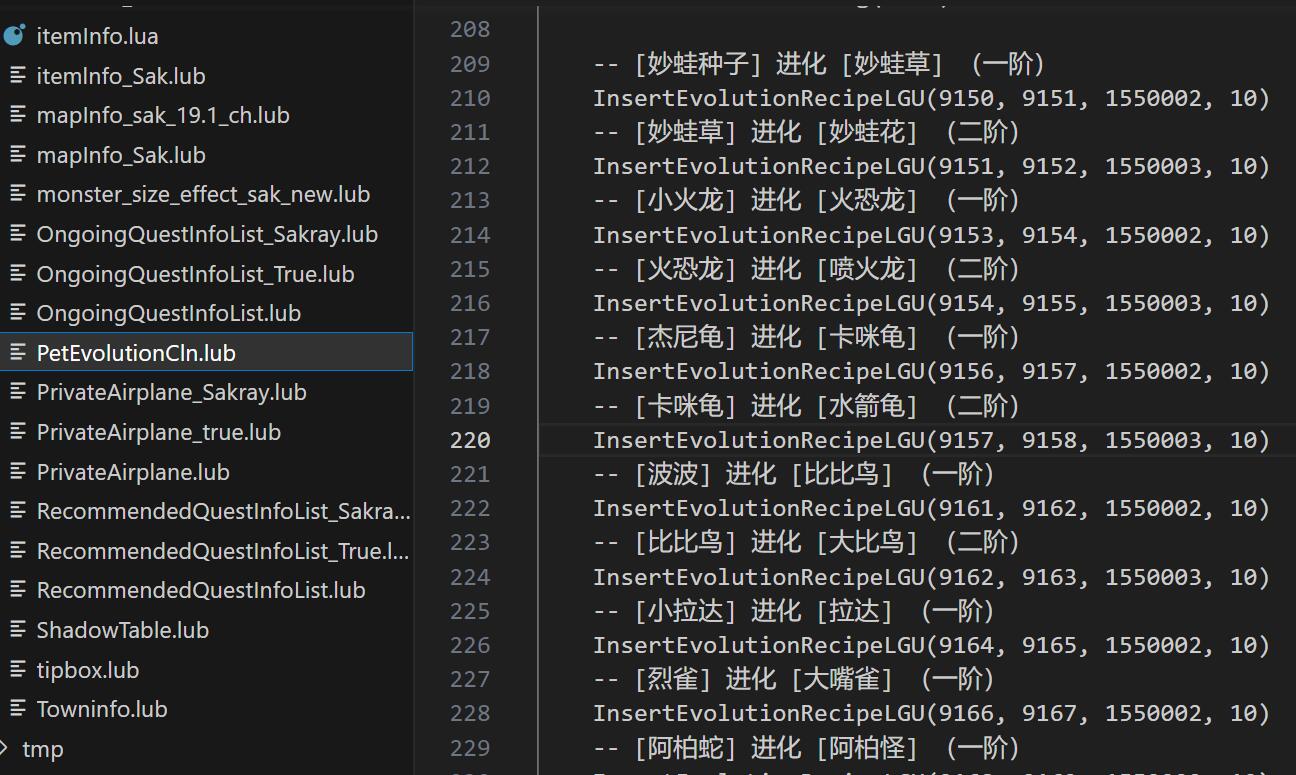 itemInfo.lua
itemInfo_Sak.lub
mapInfo_sak_19.1_ch.lub
mapInfo_Sak.lub
monster_size_effect_sak_new.lub
OngoingQuestInfoList_Sakray.lub
OngoingQuestInfoList_True.lub
OngoingQuestInfoList.lub
PetEvolutionCln.lub
PrivateAirplane_Sakray.lub
PrivateAirplane_true.lub
PrivateAirplane.lub
RecommendedQuestInfoList_Sakra...
RecommendedQuestInfoList_True.l...
RecommendedQuestInfoList.lub
ShadowTable.lub
tipbox.lub
Towninfo.lub
tmp
208
209 -- [妙蛙种子] 进化 [妙蛙草] （一阶）
210 InsertEvolutionRecipeLGU(9150, 9151, 1550002, 10)
211 -- [妙蛙草] 进化 [妙蛙花] （二阶）
212 InsertEvolutionRecipeLGU(9151, 9152, 1550003, 10)
213 -- [小火龙] 进化 [火恐龙] （一阶）
214 InsertEvolutionRecipeLGU(9153, 9154, 1550002, 10)
215 -- [火恐龙] 进化 [喷火龙] （二阶）
216 InsertEvolutionRecipeLGU(9154, 9155, 1550003, 10)
217 -- [杰尼龟] 进化 [卡咪龟] （一阶）
218 InsertEvolutionRecipeLGU(9156, 9157, 1550002, 10)
219 -- [卡咪龟] 进化 [水箭龟] （二阶）
220 InsertEvolutionRecipeLGU(9157, 9158, 1550003, 10)
221 -- [波波] 进化 [比比鸟] （一阶）
222 InsertEvolutionRecipeLGU(9161, 9162, 1550002, 10)
223 -- [比比鸟] 进化 [大比鸟] （二阶）
224 InsertEvolutionRecipeLGU(9162, 9163, 1550003, 10)
225 -- [小拉达] 进化 [拉达] （一阶）
226 InsertEvolutionRecipeLGU(9164, 9165, 1550002, 10)
227 -- [烈雀] 进化 [大嘴雀] （一阶）
228 InsertEvolutionRecipeLGU(9166, 9167, 1550002, 10)
229 -- [阿柏蛇] 进化 [阿柏怪] （一阶）